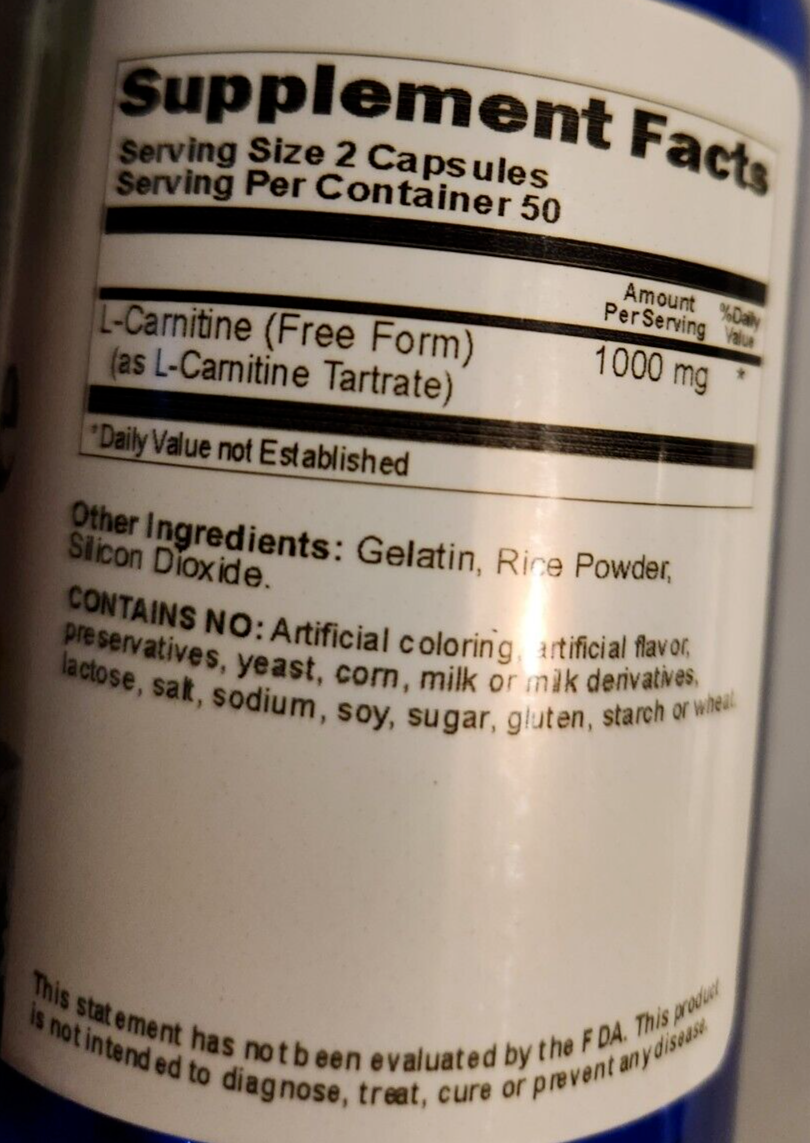 Supplement Facts
Serving Size 2 Capsules
Serving Per Container 50
Amount
Per Serving
%Daily
Value
L-Carnitine (Free Form)
(as L-Carnitine Tartrate)
1000 mg
*
*Daily Value not Established
Other Ingredients: Gelatin, Rice Powder,
Silicon Dioxide.
CONTAINS NO: Artificial coloring, artificial flavor,
preservatives, yeast, corn, milk or milk derivatives,
lactose, salt, sodium, soy, sugar, gluten, starch or wheat.
This statement has not been evaluated by the FDA. This product
is not intended to diagnose, treat, cure or prevent any disease.